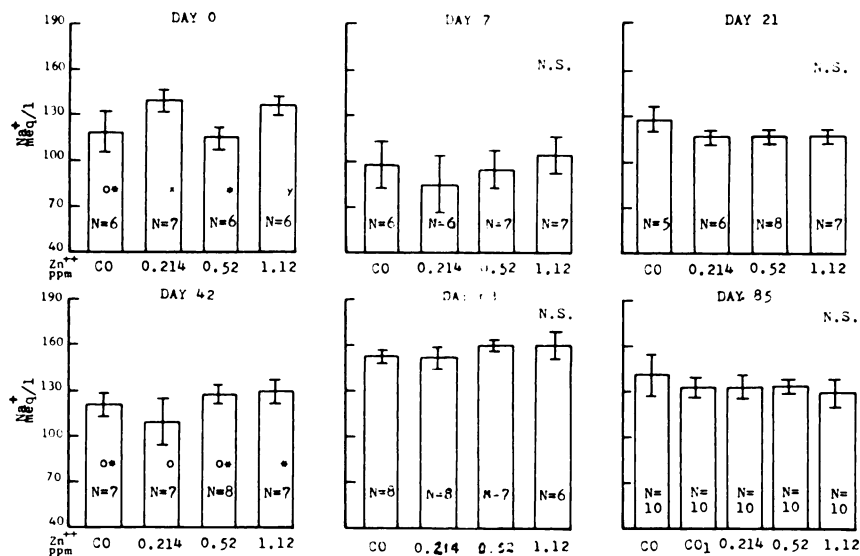 DAY 0
DAY 7
DAY 21
190
160
130
100
70
40
Na+
Meq/l
N.S.
N.S.
O* x * y
N=6 N=7 N=6 N=6
N=6 N=6 N=7 N=7
N=5 N=6 N=8 N=7
Zn++
ppm
CO 0.214 0.52 1.12
CO 0.214 0.52 1.12
CO 0.214 0.52 1.12
DAY 42
DAY 85
190
160
130
100
70
40
Na+
Meq/l
N.S.
N.S.
O* O O* *
N=7 N=7 N=8 N=7
N=8 N=8 N=7 N=6
N=10 N=10 N=10 N=10 N=10
Zn++
ppm
CO 0.214 0.52 1.12
CO 0.214 0.52 1.12
CO CO1 0.214 0.52 1.12